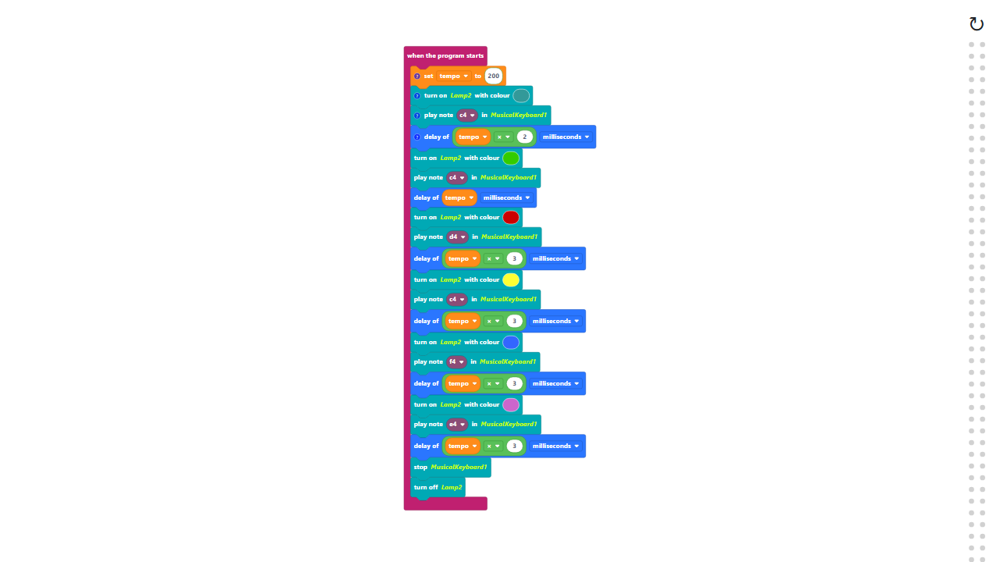 when the program starts
set tempo to 200
turn on Lamp2 with colour
play note c4 in MusicalKeyboard1
delay of tempo × 2 milliseconds
turn on Lamp2 with colour
play note c4 in MusicalKeyboard1
delay of tempo milliseconds
turn on Lamp2 with colour
play note d4 in MusicalKeyboard1
delay of tempo × 3 milliseconds
turn on Lamp2 with colour
play note c4 in MusicalKeyboard1
delay of tempo × 3 milliseconds
turn on Lamp2 with colour
play note f4 in MusicalKeyboard1
delay of tempo × 3 milliseconds
turn on Lamp2 with colour
play note e4 in MusicalKeyboard1
delay of tempo × 3 milliseconds
stop MusicalKeyboard1
turn off Lamp2